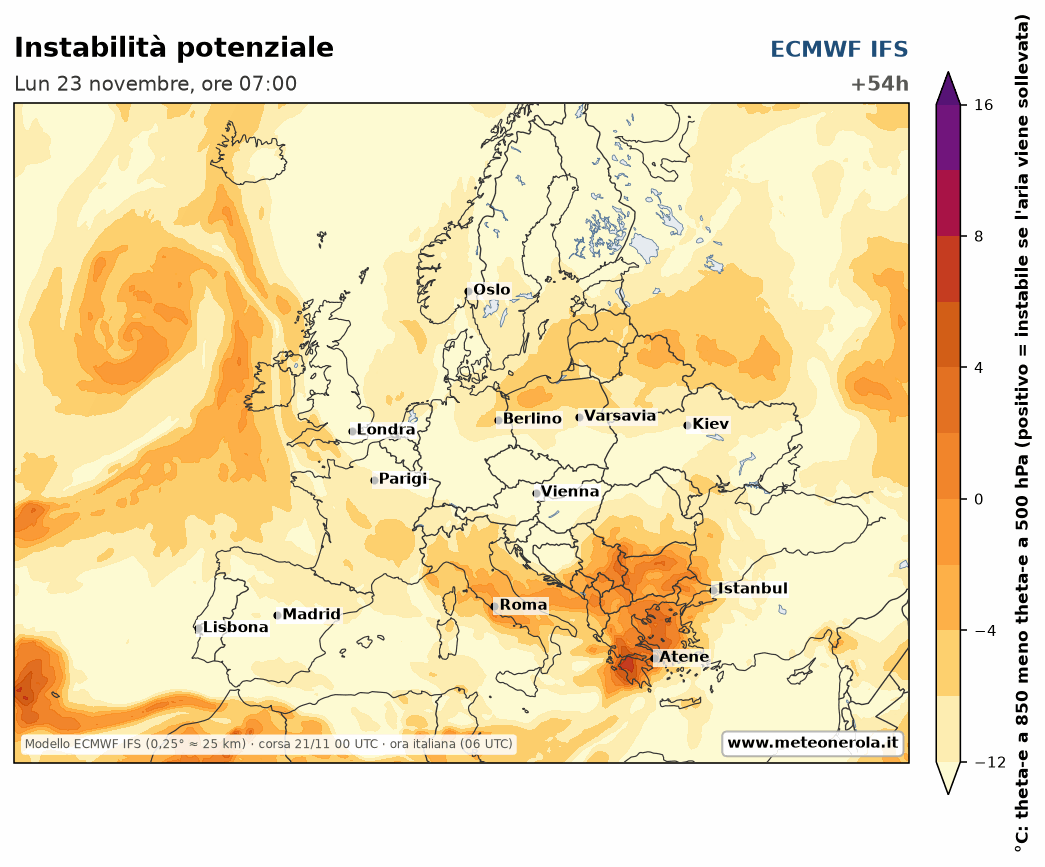 Instabilità potenziale
ECMWF IFS
Lun 23 novembre, ore 07:00
+54h
Oslo
Londra
Berlino
Varsavia
Kiev
Parigi
Vienna
Istanbul
Roma
Madrid
Lisbona
Atene
Modello ECMWF IFS (0,25° ≈ 25 km) · corsa 21/11 00 UTC · ora italiana (06 UTC)
www.meteonerola.it
16
8
4
0
−4
−12
°C: theta-e a 850 meno theta-e a 500 hPa (positivo = instabile se l'aria viene sollevata)